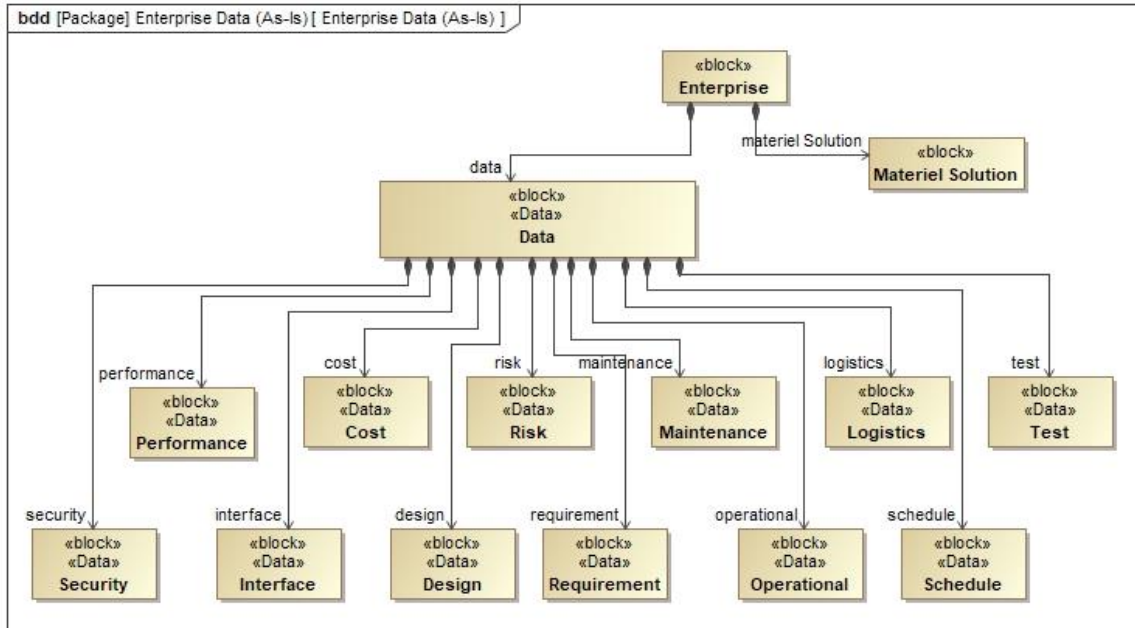 bdd [Package] Enterprise Data (As-Is) [ Enterprise Data (As-Is) ]
«block»
Enterprise
materiel Solution
«block»
Materiel Solution
data
«block»
«Data»
Data
performance
«block»
«Data»
Performance
cost
«block»
«Data»
Cost
risk
«block»
«Data»
Risk
maintenance
«block»
«Data»
Maintenance
logistics
«block»
«Data»
Logistics
test
«block»
«Data»
Test
security
«block»
«Data»
Security
interface
«block»
«Data»
Interface
design
«block»
«Data»
Design
requirement
«block»
«Data»
Requirement
operational
«block»
«Data»
Operational
schedule
«block»
«Data»
Schedule